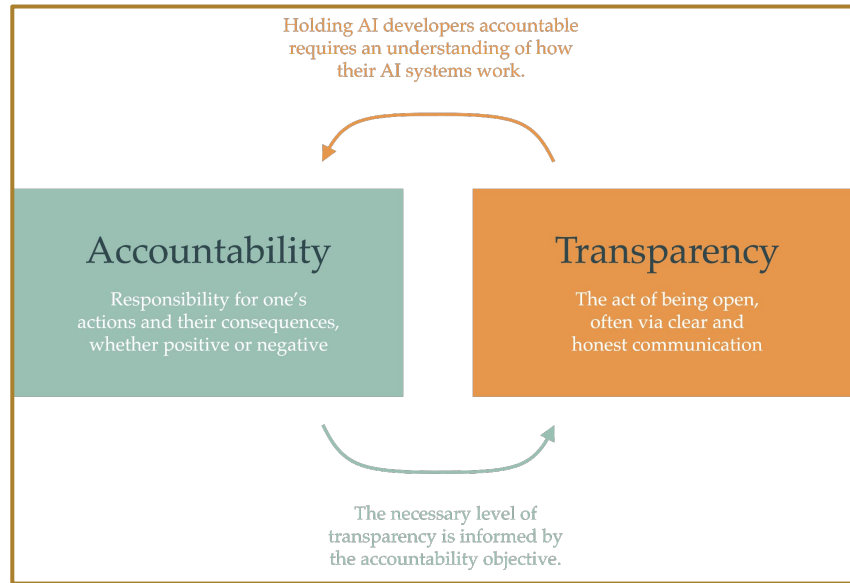 Holding AI developers accountable
requires an understanding of how
their AI systems work.
Accountability
Responsibility for one’s
actions and their consequences,
whether positive or negative
Transparency
The act of being open,
often via clear and
honest communication
The necessary level of
transparency is informed by
the accountability objective.